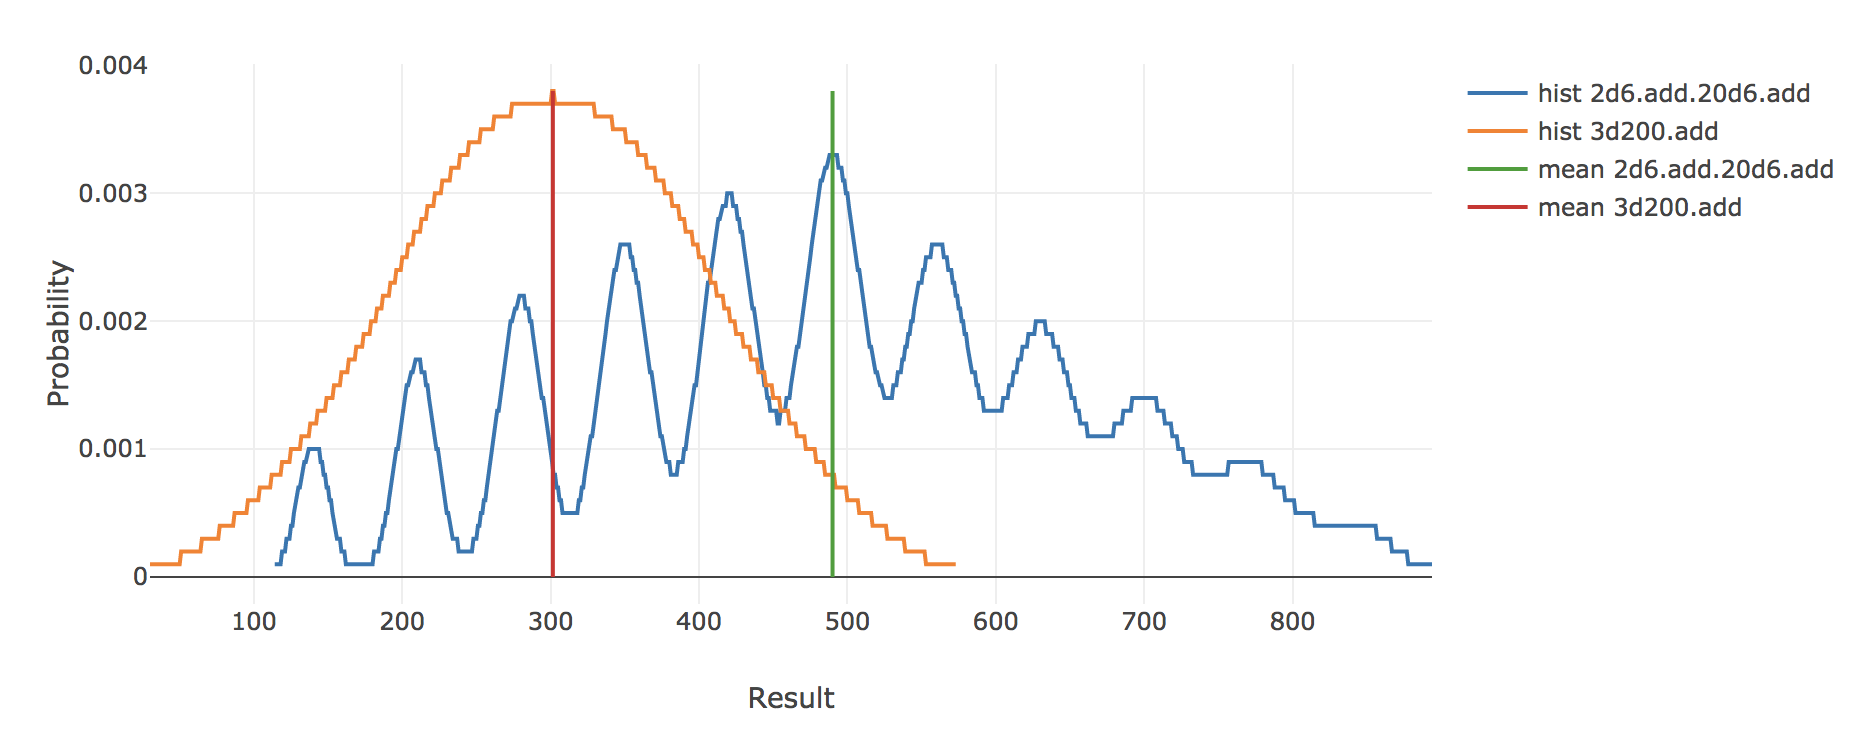 0.004
0.003
0.002
0.001
0
Probability
100 200 300 400 500 600 700 800
Result
hist 2d6.add.20d6.add
hist 3d200.add
mean 2d6.add.20d6.add
mean 3d200.add